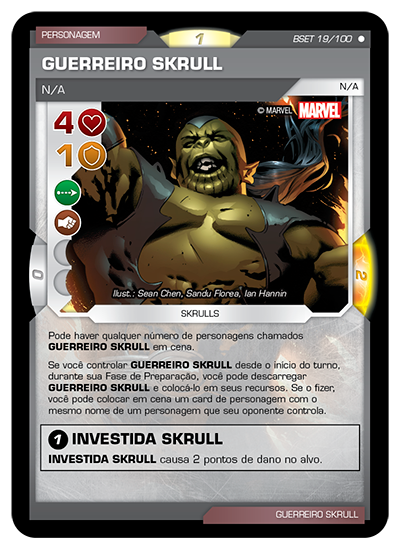 PERSONAGEM
1
BSET 19/100 ●
GUERREIRO SKRULL
N/A
N/A
© MARVEL MARVEL
4
1
0
2
Ilust.: Sean Chen, Sandu Florea, Ian Hannin
SKRULLS
Pode haver qualquer número de personagens chamados
GUERREIRO SKRULL em cena.
Se você controlar GUERREIRO SKRULL desde o início do turno,
durante sua Fase de Preparação, você pode descarregar
GUERREIRO SKRULL e colocá-lo em seus recursos. Se o fizer,
você pode colocar em cena um card de personagem com o
mesmo nome de um personagem que seu oponente controla.
1 INVESTIDA SKRULL
INVESTIDA SKRULL causa 2 pontos de dano no alvo.
GUERREIRO SKRULL